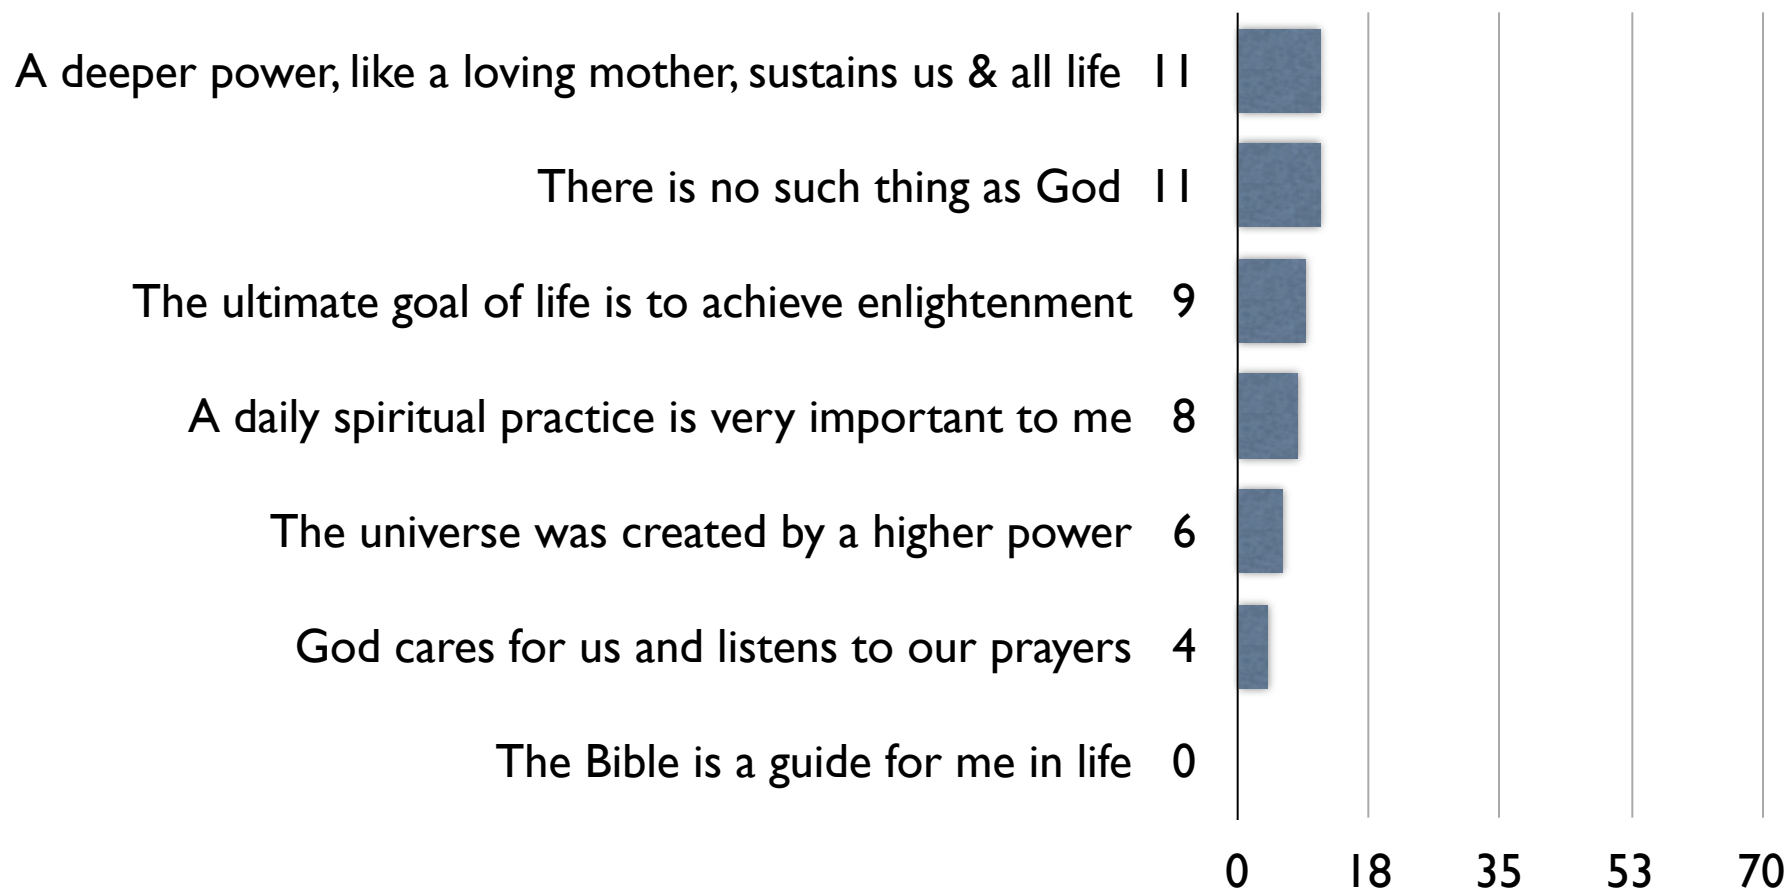 A deeper power, like a loving mother, sustains us & all life 11
There is no such thing as God 11
The ultimate goal of life is to achieve enlightenment 9
A daily spiritual practice is very important to me 8
The universe was created by a higher power 6
God cares for us and listens to our prayers 4
The Bible is a guide for me in life 0
0 18 35 53 70